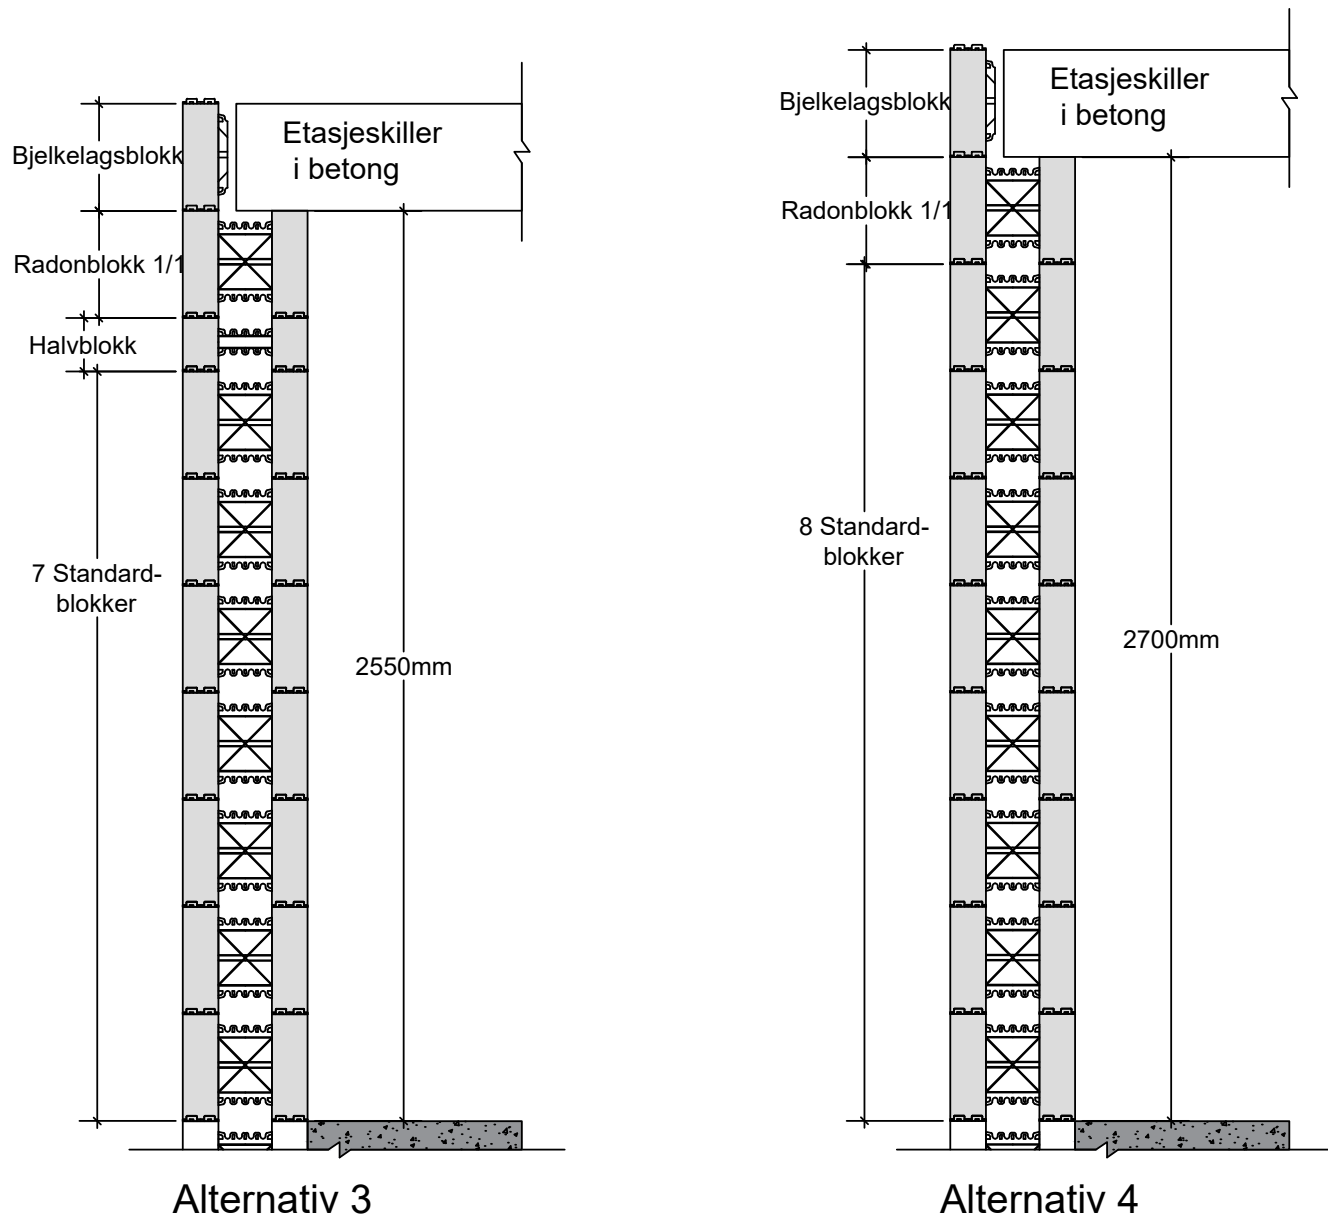 Etasjeskiller
i betong
Bjelkelagsblokk
Radonblokk 1/1
Halvblokk
7 Standard-
blokker
2550mm
Alternativ 3
Etasjeskiller
i betong
Bjelkelagsblokk
Radonblokk 1/1
8 Standard-
blokker
2700mm
Alternativ 4